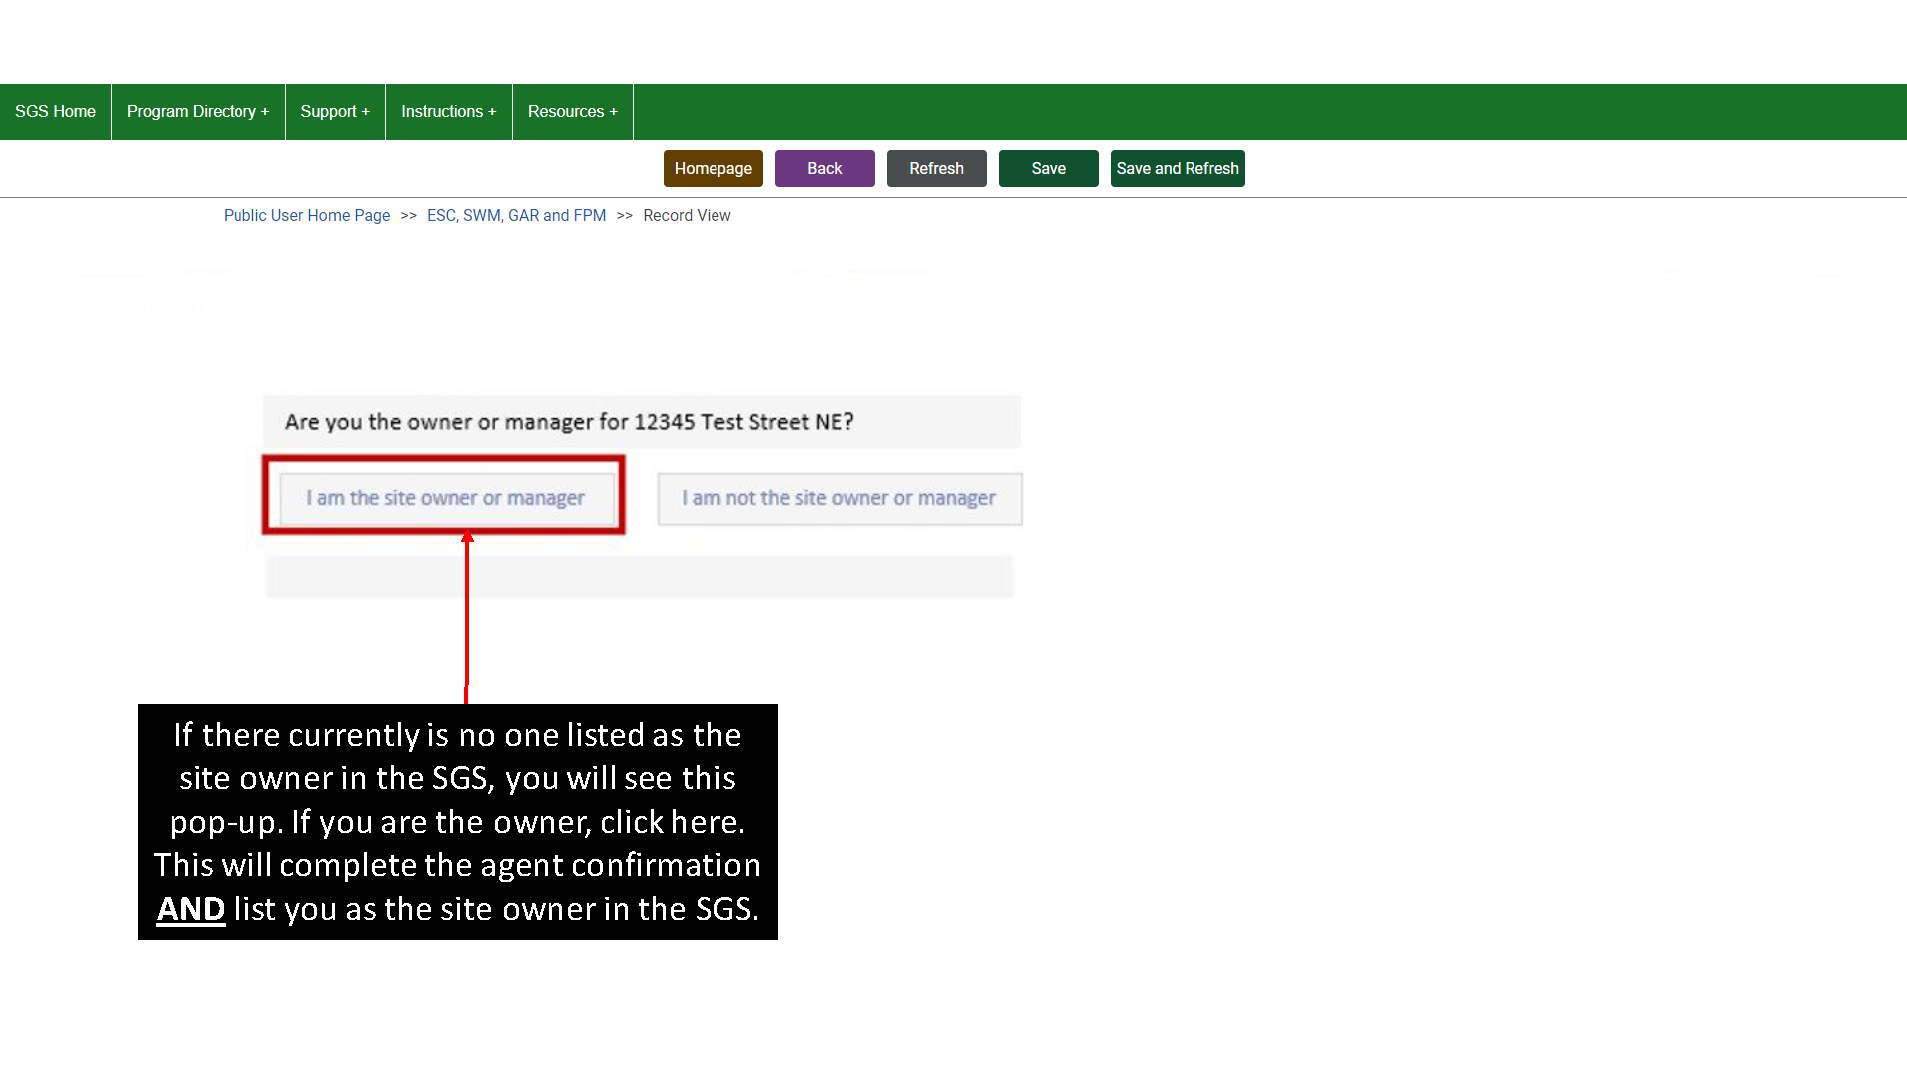 SGS Home Program Directory + Support + Instructions + Resources +
Homepage Back Refresh Save Save and Refresh
Public User Home Page >> ESC, SWM, GAR and FPM >> Record View
Are you the owner or manager for 12345 Test Street NE?
I am the site owner or manager I am not the site owner or manager
If there currently is no one listed as the
site owner in the SGS, you will see this
pop-up. If you are the owner, click here.
This will complete the agent confirmation
AND list you as the site owner in the SGS.